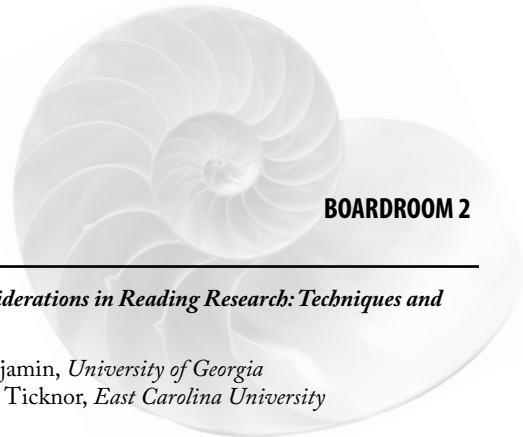 BOARDROOM 2
iderations in Reading Research: Techniques and
jamin, University of Georgia
Ticknor, East Carolina University